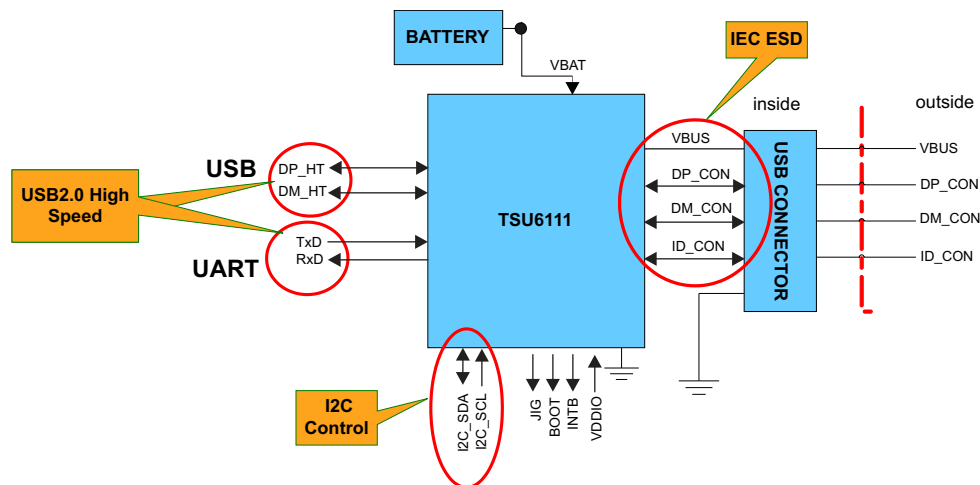 BATTERY
IEC ESD
VBAT
inside
outside
USB
DP_HT
DM_HT
USB2.0 High
Speed
TxD
RxD
UART
TSU6111
VBUS
DP_CON
DM_CON
ID_CON
USB CONNECTOR
VBUS
DP_CON
DM_CON
ID_CON
I2C
Control
I2C_SDA
I2C_SCL
JIG
BOOT
INTB
VDDIO